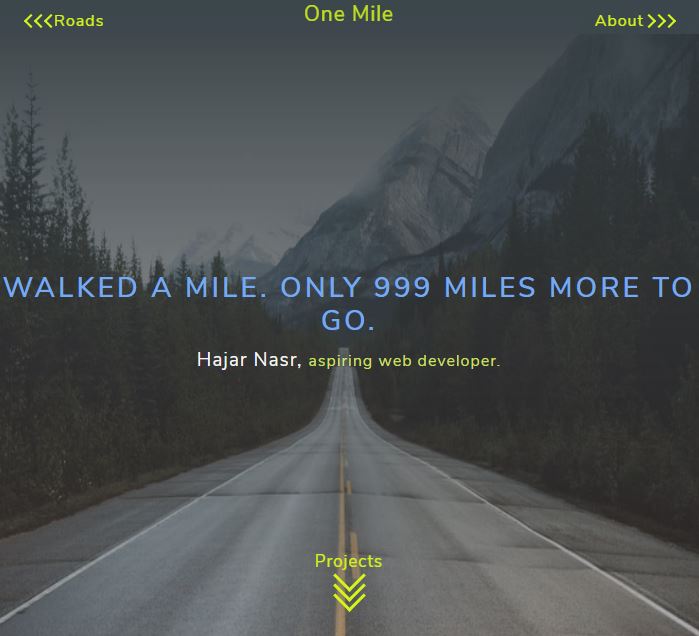 One Mile
Roads
About
WALKED A MILE. ONLY 999 MILES MORE TO
GO.
Hajar Nasr, aspiring web developer.
Projects